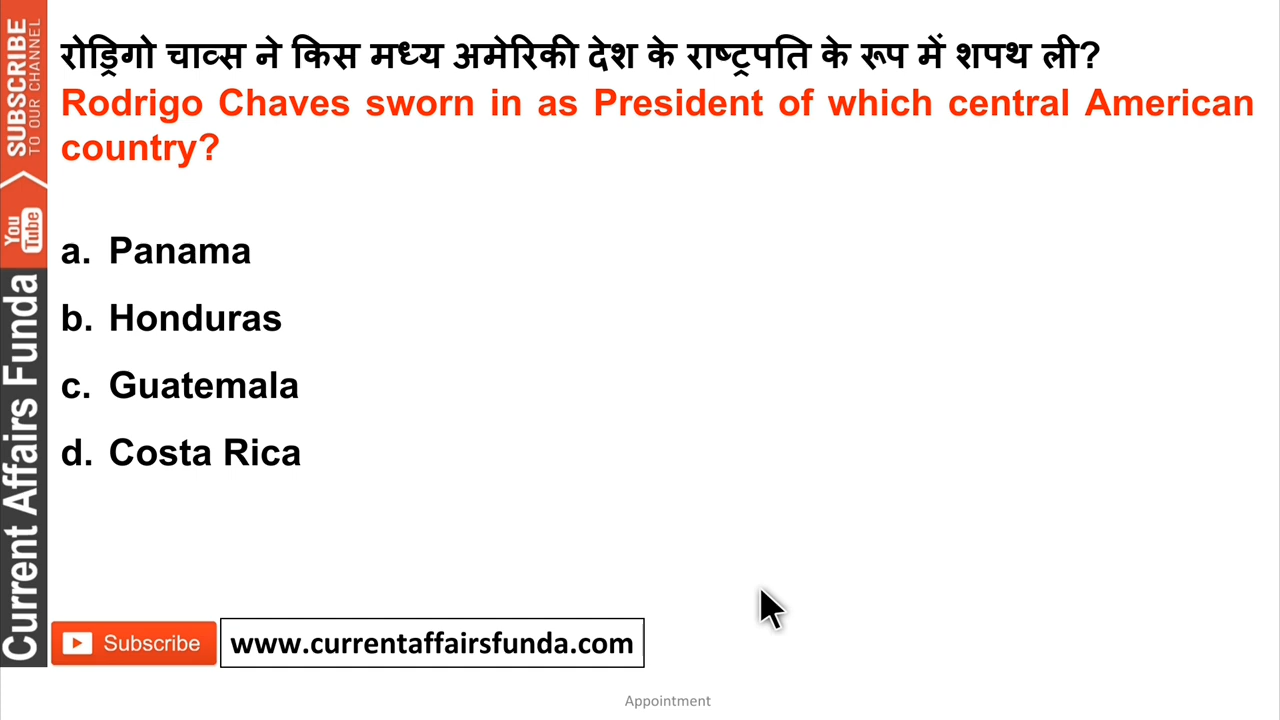 रोड्रिगो चाव्स ने किस मध्य अमेरिकी देश के राष्ट्रपति के रूप में शपथ ली?
Rodrigo Chaves sworn in as President of which central American
country?
a. Panama
b. Honduras
c. Guatemala
d. Costa Rica
SUBSCRIBE
TO OUR CHANNEL
You
Tube
Current Affairs Funda
Subscribe
www.currentaffairsfunda.com
Appointment